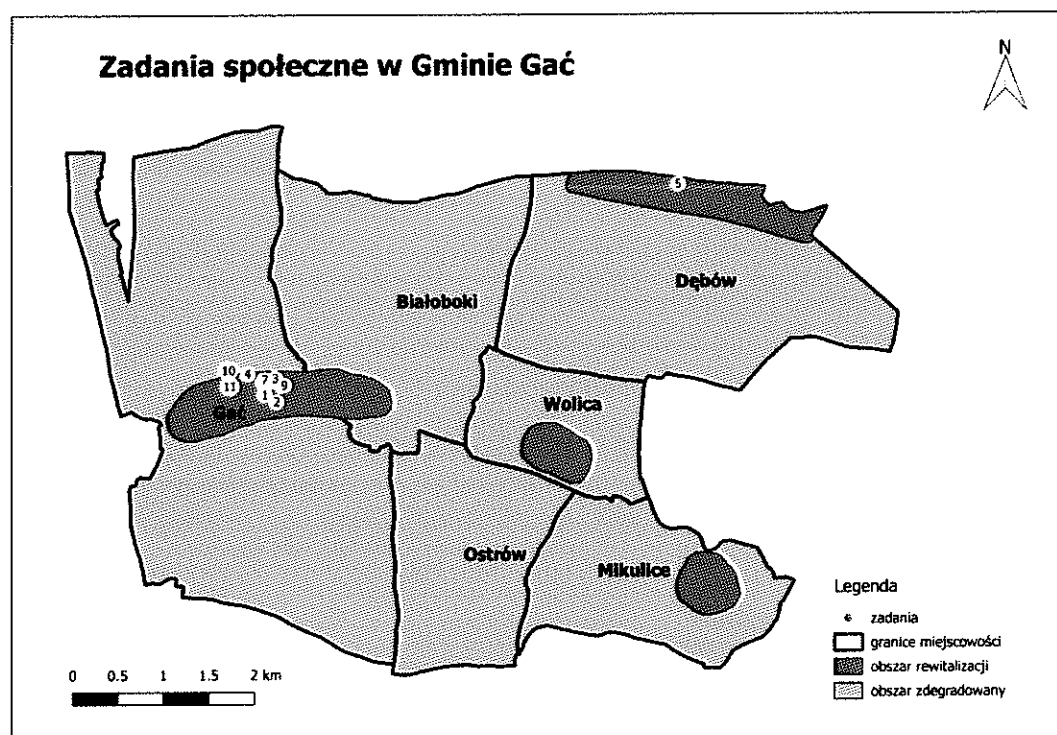 Zadania społeczne w Gminie Gać
N
5
Dębów
Białoboki
10 4 7 3
11 1 9
2
Gać
Wolica
Ostrów
Mikulice
Legenda
zadania
granice miejscowości
obszar rewitalizacji
obszar zdegradowany
0 0.5 1 1.5 2 km